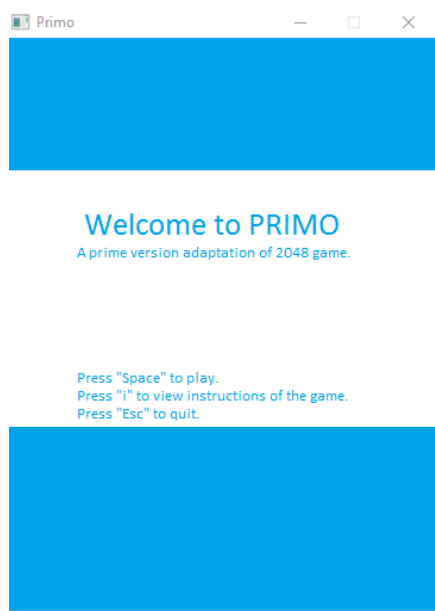 Primo
Welcome to PRIMO
A prime version adaptation of 2048 game.
Press "Space" to play.
Press "i" to view instructions of the game.
Press "Esc" to quit.